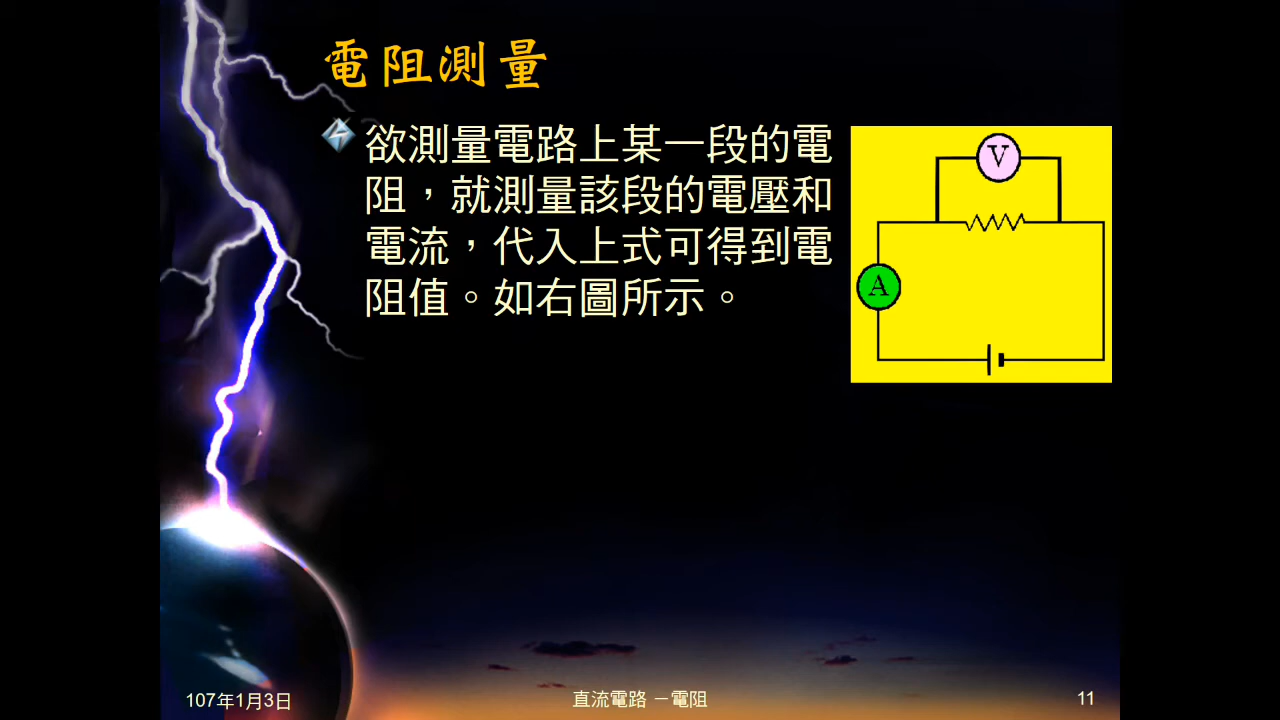 電阻測量
欲測量電路上某一段的電
阻，就測量該段的電壓和
電流，代入上式可得到電
阻值。如右圖所示。
V
A
107年1月3日
直流電路 －電阻
11